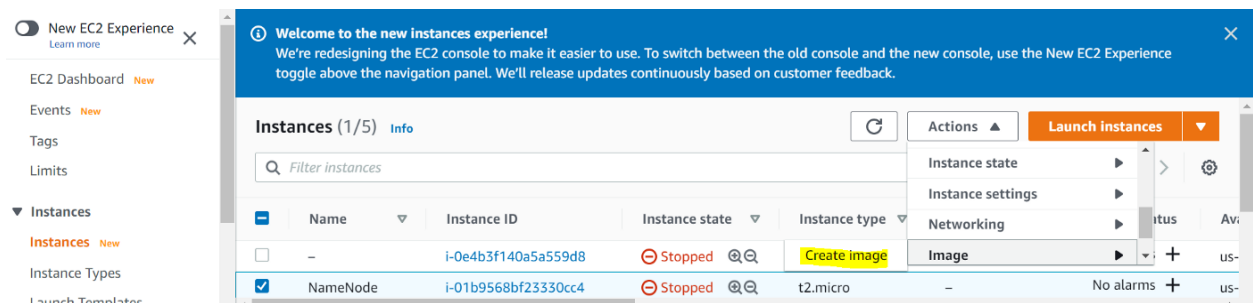 New EC2 Experience
Learn more
EC2 Dashboard New
Events New
Tags
Limits
Instances
Instances New
Instance Types
Launch Templates
Welcome to the new instances experience!
We're redesigning the EC2 console to make it easier to use. To switch between the old console and the new console, use the New EC2 Experience
toggle above the navigation panel. We'll release updates continuously based on customer feedback.
Instances (1/5) Info
Actions
Launch instances
Filter instances
Instance state
Instance settings
Networking
Image
Create image
Name Instance ID Instance state Instance type
– i-0e4b3f140a5a559d8 Stopped us-
NameNode i-01b9568bf23330cc4 Stopped t2.micro – No alarms + us-